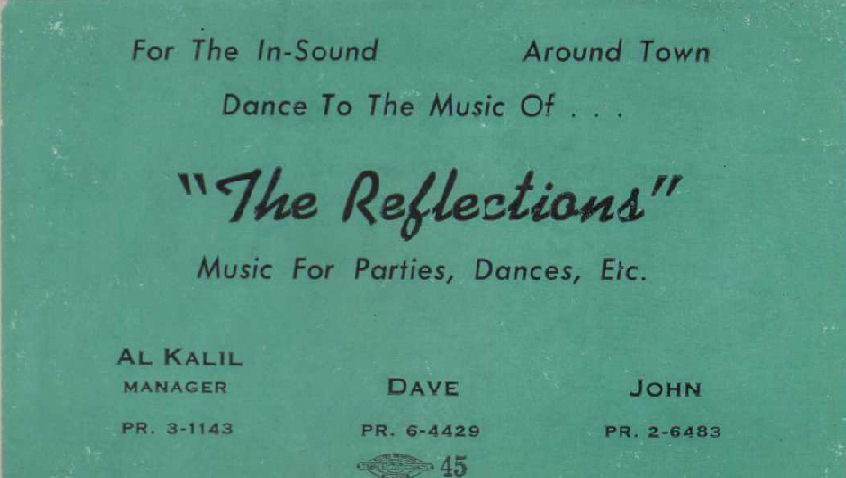 For The In-Sound Around Town
Dance To The Music Of . . .
"The Reflections"
Music For Parties, Dances, Etc.
AL KALIL
MANAGER
PR. 3-1143
DAVE
PR. 6-4429
JOHN
PR. 2-6483
45